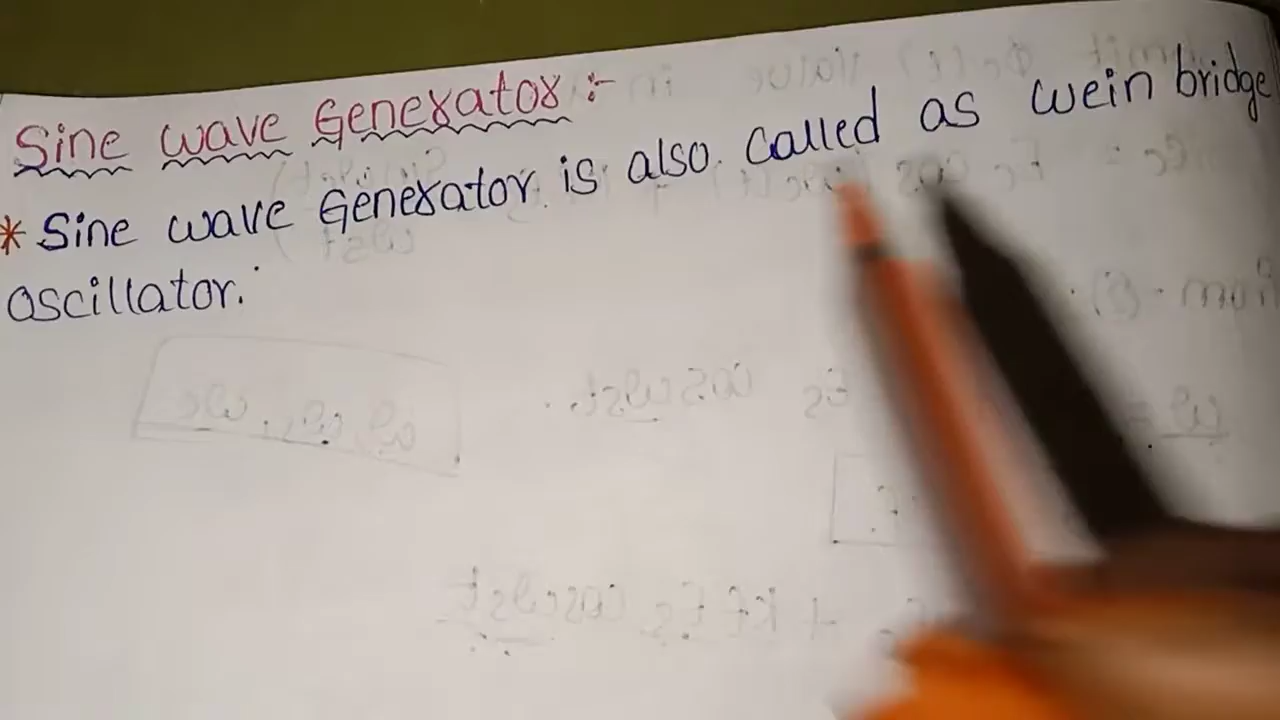 Sine wave Generator :-
* Sine wave Generator is also called as wein bridge
oscillator.